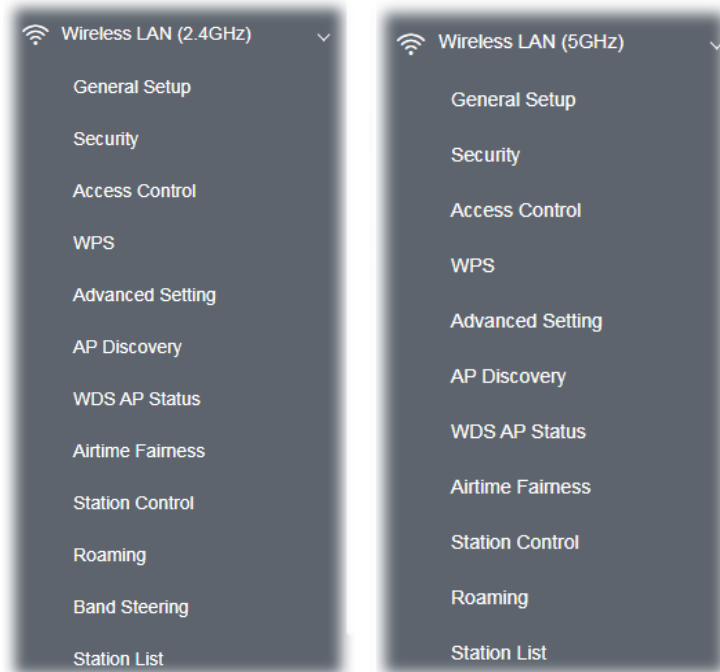 Wireless LAN (2.4GHz)
General Setup
Security
Access Control
WPS
Advanced Setting
AP Discovery
WDS AP Status
Airtime Fairness
Station Control
Roaming
Band Steering
Station List
Wireless LAN (5GHz)
General Setup
Security
Access Control
WPS
Advanced Setting
AP Discovery
WDS AP Status
Airtime Fairness
Station Control
Roaming
Station List